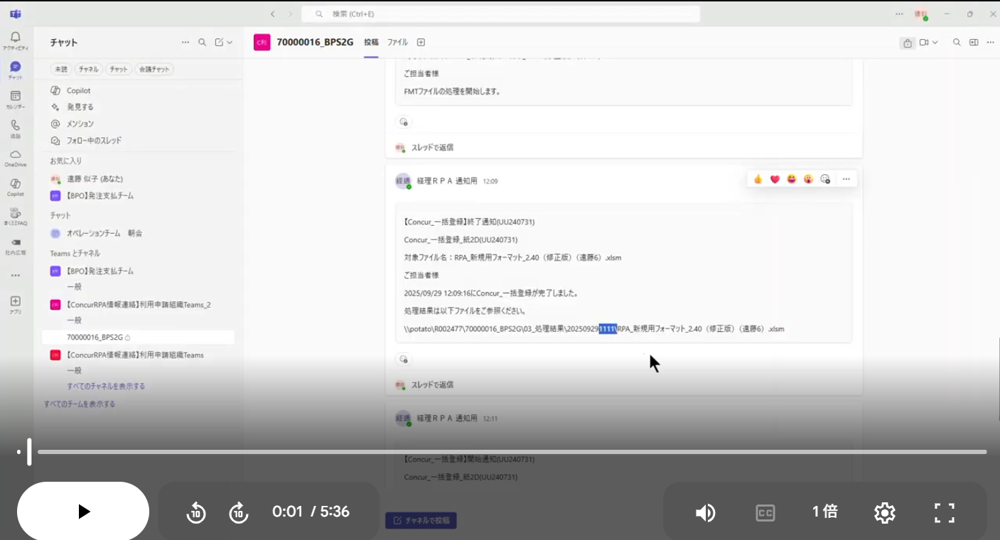 検索 (Ctrl+E)
アクティビティ
チャット
カレンダー
通話
OneDrive
Copilot
社内広報
アプリ
チャット
未読
チャネル
チャット
会議チャット
Copilot
発見する
メンション
フォロー中のスレッド
お気に入り
遠藤 似子 (あなた)
【BPO】発注支払チーム
チャット
オペレーションチーム 朝会
Teams とチャネル
【BPO】発注支払チーム
一般
【ConcurRPA情報連絡】利用申請組織Teams_2
一般
70000016_BPS2G
【ConcurRPA情報連絡】利用申請組織Teams
一般
すべてのチャネルを表示する
すべてのチームを表示する
C利
70000016_BPS2G
投稿
ファイル
ご担当者様
FMTファイルの処理を開始します。
スレッドで返信
経通
経理ＲＰＡ 通知用 12:09
【Concur_一括登録】終了通知(UU240731)
Concur_一括登録_紙2D(UU240731)
対象ファイル名：RPA_新規用フォーマット_2.40（修正版）（遠藤6）.xlsm
ご担当者様
2025/09/29 12:09:16にConcur_一括登録が完了しました。
処理結果は以下ファイルをご参照ください。
\\potato\R002477\70000016_BPS2G\03_処理結果\202509291111\RPA_新規用フォーマット_2.40（修正版）（遠藤6）.xlsm
スレッドで返信
経通
経理ＲＰＡ 通知用 12:11
【Concur_一括登録】開始通知(UU240731)
Concur_一括登録_紙2D(UU240731)
チャネルで投稿
10
10
0:01 / 5:36
CC
1 倍